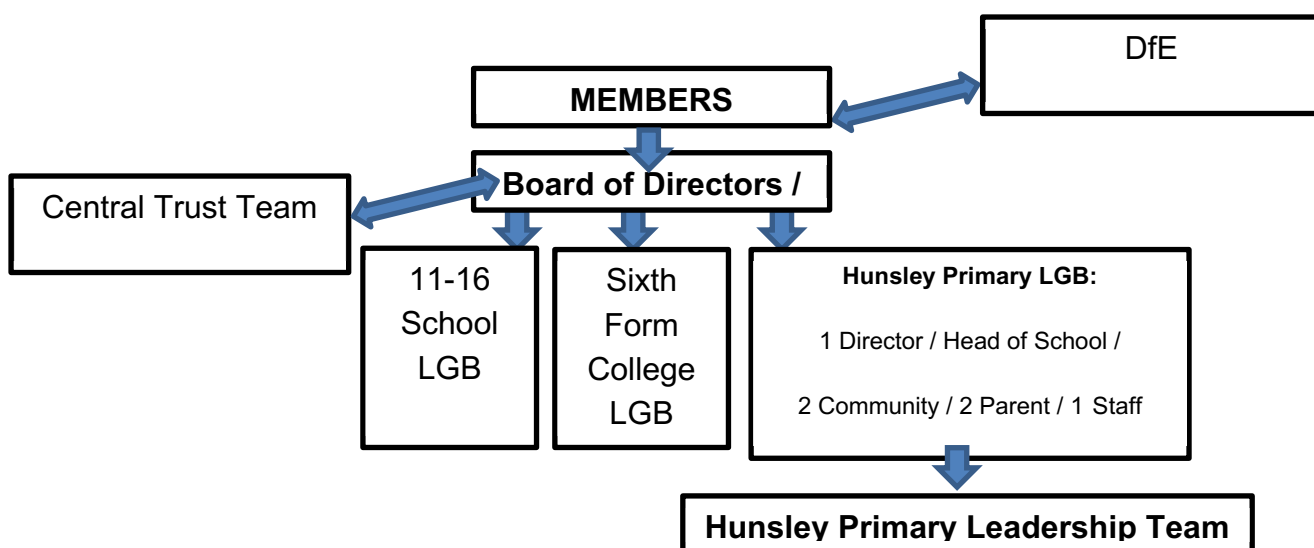 DfE
MEMBERS
Board of Directors /
Central Trust Team
11-16
School
LGB
Sixth
Form
College
LGB
Hunsley Primary LGB:
1 Director / Head of School /
2 Community / 2 Parent / 1 Staff
Hunsley Primary Leadership Team